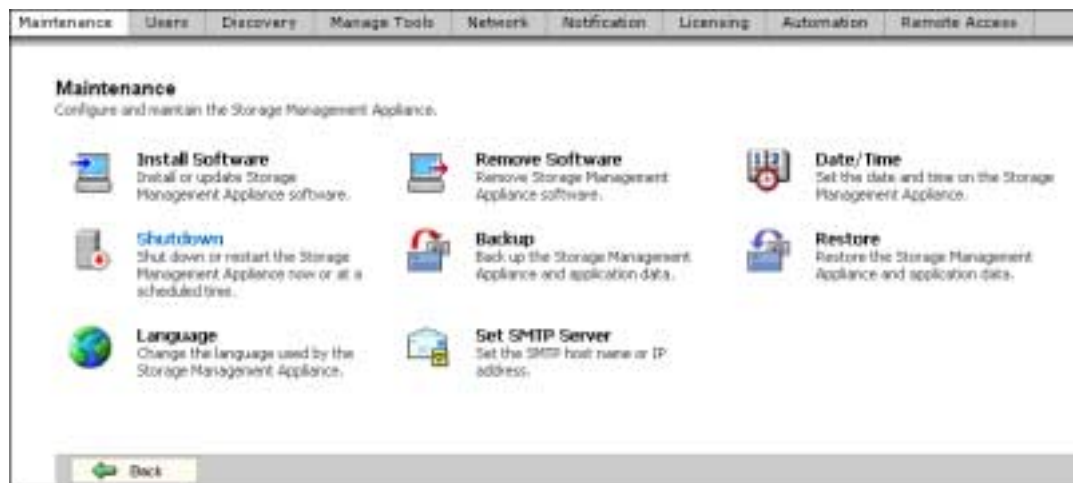 Maintenance Users Discovery Manage Tools Network Notification Licensing Automation Remote Access
Maintenance
Configure and maintain the Storage Management Appliance.
Install Software
Install or update Storage
Management Appliance software.
Remove Software
Remove Storage Management
Appliance software.
Date/Time
Set the date and time on the Storage
Management Appliance.
Shutdown
Shut down or restart the Storage
Management Appliance now or at a
scheduled time.
Backup
Back up the Storage Management
Appliance and application data.
Restore
Restore the Storage Management
Appliance and application data.
Language
Change the language used by the
Storage Management Appliance.
Set SMTP Server
Set the SMTP host name or IP
address.
Back